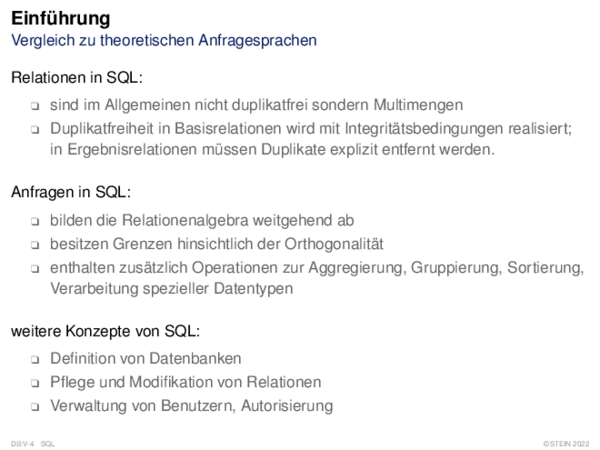 Einführung
Vergleich zu theoretischen Anfragesprachen
Relationen in SQL:
❑ sind im Allgemeinen nicht duplikatfrei sondern Multimengen
❑ Duplikatfreiheit in Basisrelationen wird mit Integritätsbedingungen realisiert;
in Ergebnisrelationen müssen Duplikate explizit entfernt werden.
Anfragen in SQL:
❑ bilden die Relationenalgebra weitgehend ab
❑ besitzen Grenzen hinsichtlich der Orthogonalität
❑ enthalten zusätzlich Operationen zur Aggregierung, Gruppierung, Sortierung,
Verarbeitung spezieller Datentypen
weitere Konzepte von SQL:
❑ Definition von Datenbanken
❑ Pflege und Modifikation von Relationen
❑ Verwaltung von Benutzern, Autorisierung
DB:V-4 SQL ©STEIN 2022